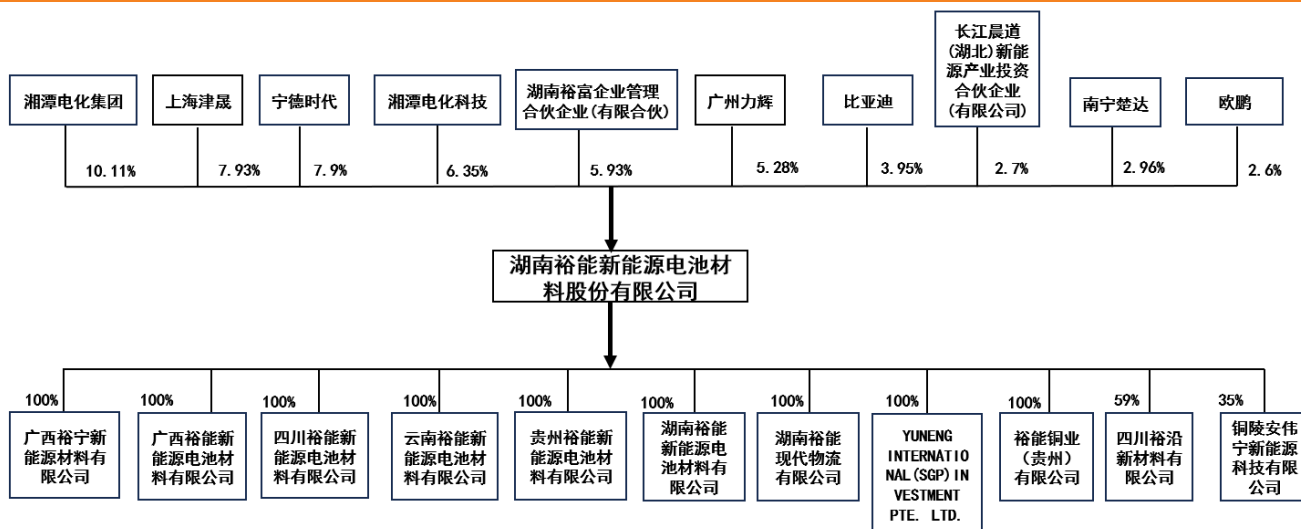 湘潭电化集团
上海津晟
宁德时代
湘潭电化科技
湖南裕富企业管理
合伙企业(有限合伙)
广州力辉
比亚迪
长江晨道
(湖北)新能
源产业投资
合伙企业
(有限公司)
南宁楚达
欧鹏
10.11%
7.93%
7.9%
6.35%
5.93%
5.28%
3.95%
2.7%
2.96%
2.6%
湖南裕能新能源电池材
料股份有限公司
100%
100%
100%
100%
100%
100%
100%
100%
100%
59%
35%
广西裕宁新
能源材料有
限公司
广西裕能新
能源电池材
料有限公司
四川裕能新
能源电池材
料有限公司
云南裕能新
能源电池材
料有限公司
贵州裕能新
能源电池材
料有限公司
湖南裕能
新能源电
池材料有
限公司
湖南裕能
现代物流
有限公司
YUNENG
INTERNATIO
NAL(SGP)IN
VESTMENT
PTE. LTD.
裕能铜业
（贵州）
有限公司
四川裕沿
新材料有
限公司
铜陵安伟
宁新能源
科技有限
公司